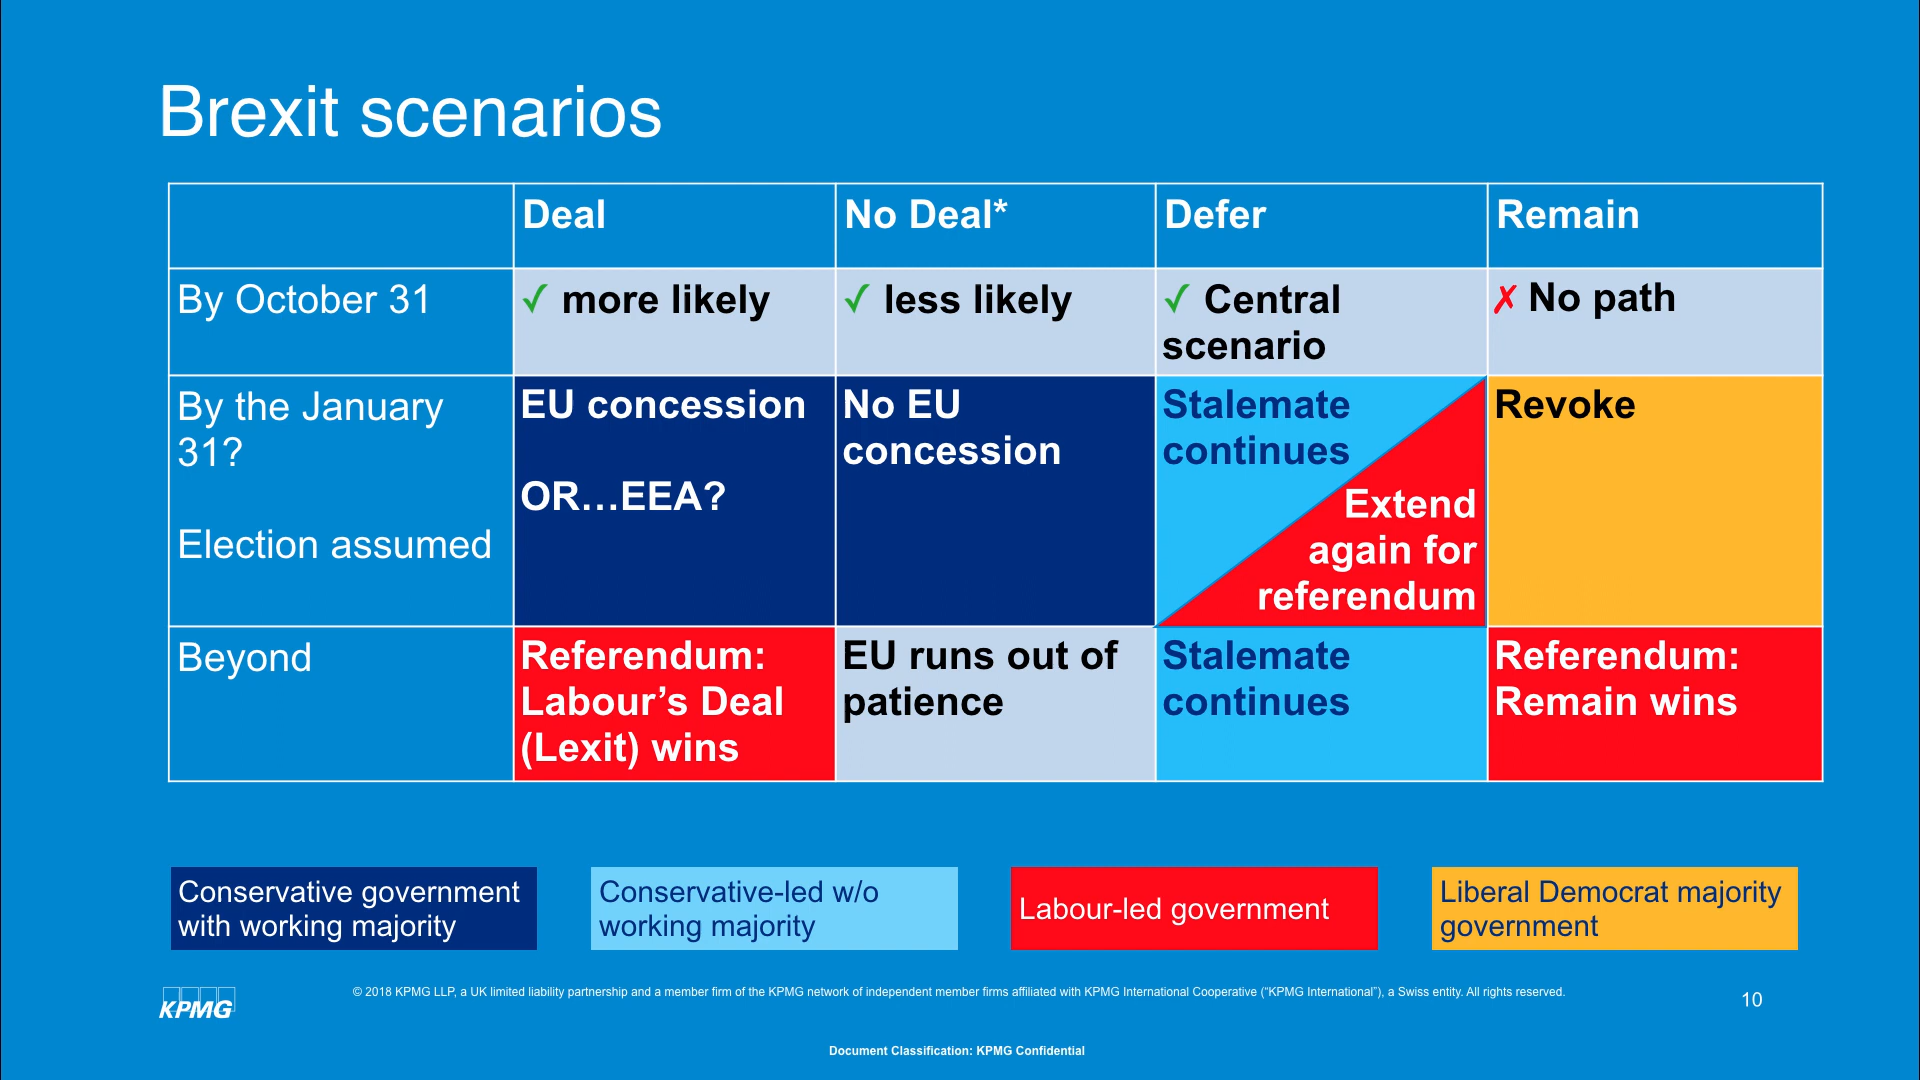 Brexit scenarios
Deal
No Deal*
Defer
Remain
By October 31
✓ more likely
✓ less likely
✓ Central
scenario
✗ No path
By the January
31?
Election assumed
EU concession
OR…EEA?
No EU
concession
Stalemate
continues
Extend
again for
referendum
Revoke
Beyond
Referendum:
Labour’s Deal
(Lexit) wins
EU runs out of
patience
Stalemate
continues
Referendum:
Remain wins
Conservative government
with working majority
Conservative-led w/o
working majority
Labour-led government
Liberal Democrat majority
government
KPMG
© 2018 KPMG LLP, a UK limited liability partnership and a member firm of the KPMG network of independent member firms affiliated with KPMG International Cooperative (“KPMG International”), a Swiss entity. All rights reserved.
10
Document Classification: KPMG Confidential